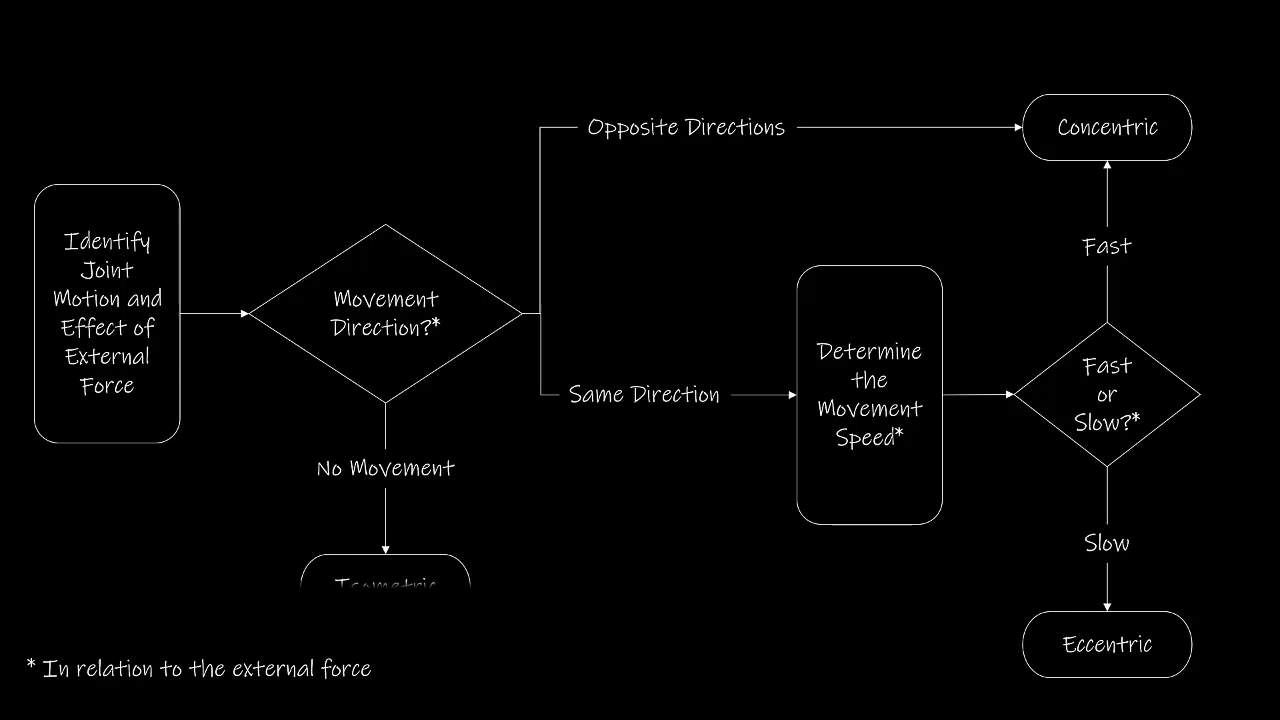 Identify
Joint
Motion and
Effect of
External
Force
Movement
Direction?*
Opposite Directions
Same Direction
No Movement
Isometric
Determine
the
Movement
Speed*
Concentric
Fast
Fast
or
Slow?*
Slow
Eccentric
* In relation to the external force